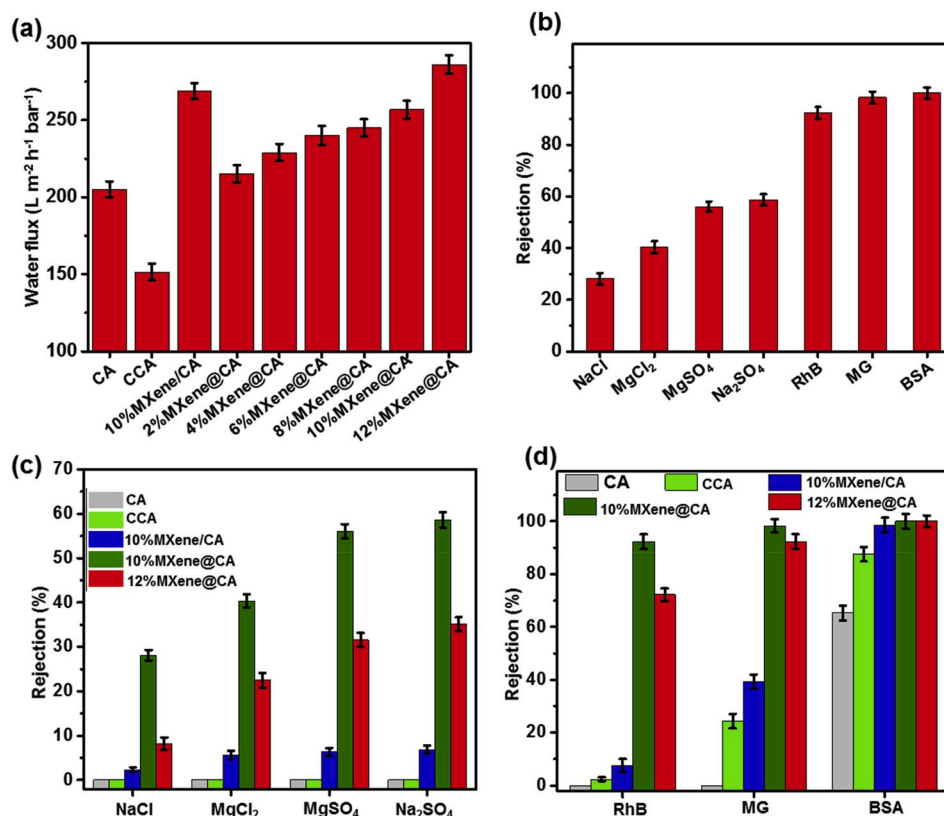 (a)
Water flux (L m⁻² h⁻¹ bar⁻¹)
300
250
200
150
100
CA
CCA
10%MXene/CA
2%MXene@CA
4%MXene@CA
6%MXene@CA
8%MXene@CA
10%MXene@CA
12%MXene@CA
(b)
Rejection (%)
100
80
60
40
20
0
NaCl
MgCl₂
MgSO₄
Na₂SO₄
RhB
MG
BSA
(c)
Rejection (%)
70
60
50
40
30
20
10
0
CA
CCA
10%MXene/CA
10%MXene@CA
12%MXene@CA
NaCl
MgCl₂
MgSO₄
Na₂SO₄
(d)
Rejection (%)
100
80
60
40
20
0
CA
CCA
10%MXene/CA
10%MXene@CA
12%MXene@CA
RhB
MG
BSA